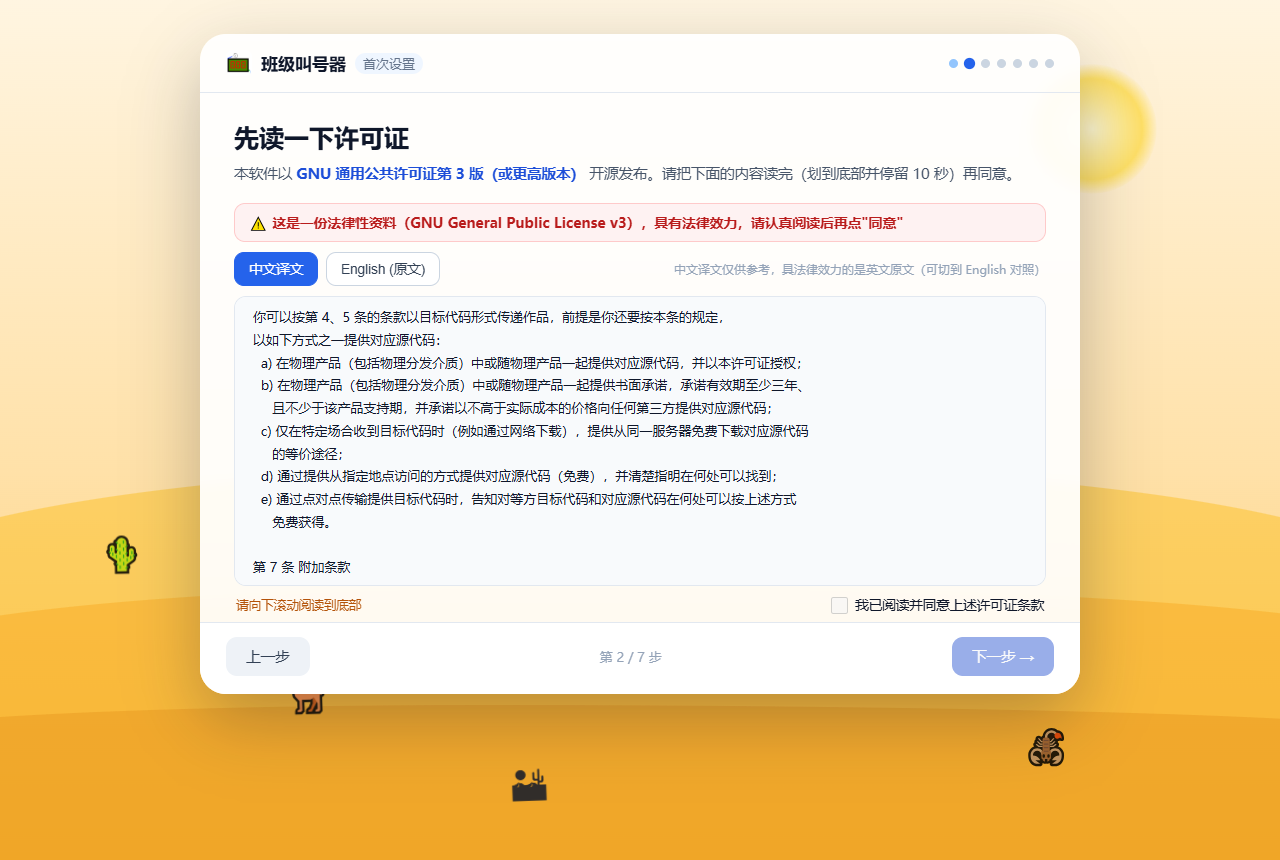 班级叫号器 首次设置
先读一下许可证
本软件以 GNU 通用公共许可证第 3 版（或更高版本） 开源发布。请把下面的内容读完（划到底部并停留 10 秒）再同意。
这是一份法律性资料（GNU General Public License v3），具有法律效力，请认真阅读后再点"同意"
中文译文 English (原文) 中文译文仅供参考，具法律效力的是英文原文（可切到 English 对照）
你可以按第 4、5 条的条款以目标代码形式传递作品，前提是你还要按本条的规定，
以如下方式之一提供对应源代码：
a) 在物理产品（包括物理分发介质）中或随物理产品一起提供对应源代码，并以本许可证授权；
b) 在物理产品（包括物理分发介质）中或随物理产品一起提供书面承诺，承诺有效期至少三年、
且不少于该产品支持期，并承诺以不高于实际成本的价格向任何第三方提供对应源代码；
c) 仅在特定场合收到目标代码时（例如通过网络下载），提供从同一服务器免费下载对应源代码
的等价途径；
d) 通过提供从指定地点访问的方式提供对应源代码（免费），并清楚指明在何处可以找到；
e) 通过点对点传输提供目标代码时，告知对等方目标代码和对应源代码在何处可以按上述方式
免费获得。
第 7 条 附加条款
请向下滚动阅读到底部 我已阅读并同意上述许可证条款
上一步 第 2 / 7 步 下一步 →